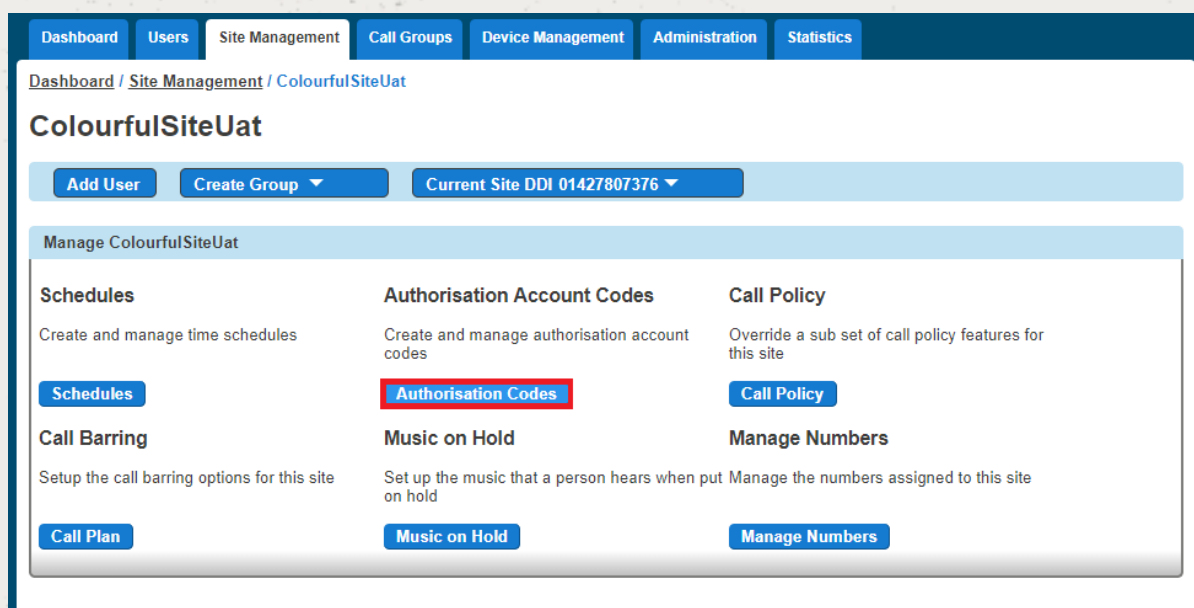 Dashboard Users Site Management Call Groups Device Management Administration Statistics
Dashboard / Site Management / ColourfulSiteUat
ColourfulSiteUat
Add User Create Group Current Site DDI 01427807376
Manage ColourfulSiteUat
Schedules Authorisation Account Codes Call Policy
Create and manage time schedules Create and manage authorisation account Override a sub set of call policy features for
codes this site
Schedules Authorisation Codes Call Policy
Call Barring Music on Hold Manage Numbers
Setup the call barring options for this site Set up the music that a person hears when put Manage the numbers assigned to this site
on hold
Call Plan Music on Hold Manage Numbers